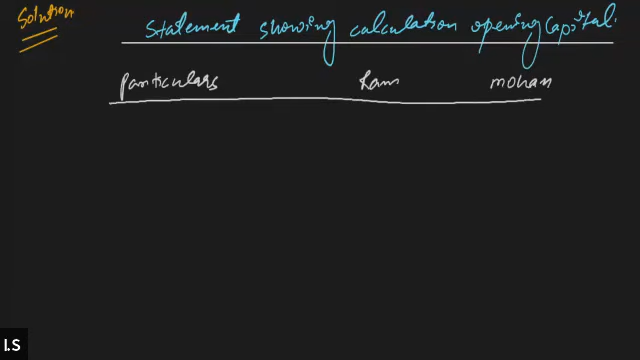 Solution
Statement showing calculation opening Capital.
particulars Ram mohan
I.S